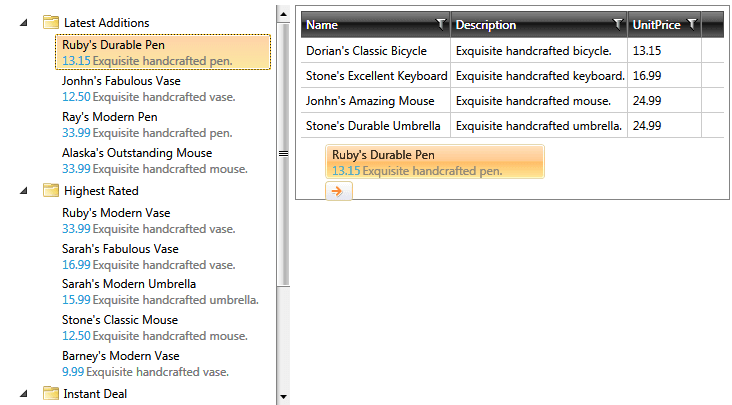 Latest Additions
Ruby's Durable Pen
13.15 Exquisite handcrafted pen.
Jonhn's Fabulous Vase
12.50 Exquisite handcrafted vase.
Ray's Modern Pen
33.99 Exquisite handcrafted pen.
Alaska's Outstanding Mouse
33.99 Exquisite handcrafted mouse.
Highest Rated
Ruby's Modern Vase
33.99 Exquisite handcrafted vase.
Sarah's Fabulous Vase
16.99 Exquisite handcrafted vase.
Sarah's Modern Umbrella
15.99 Exquisite handcrafted umbrella.
Stone's Classic Mouse
12.50 Exquisite handcrafted mouse.
Barney's Modern Vase
9.99 Exquisite handcrafted vase.
Instant Deal
Name Description UnitPrice
Dorian's Classic Bicycle Exquisite handcrafted bicycle. 13.15
Stone's Excellent Keyboard Exquisite handcrafted keyboard. 16.99
Jonhn's Amazing Mouse Exquisite handcrafted mouse. 24.99
Stone's Durable Umbrella Exquisite handcrafted umbrella. 24.99
Ruby's Durable Pen
13.15 Exquisite handcrafted pen.